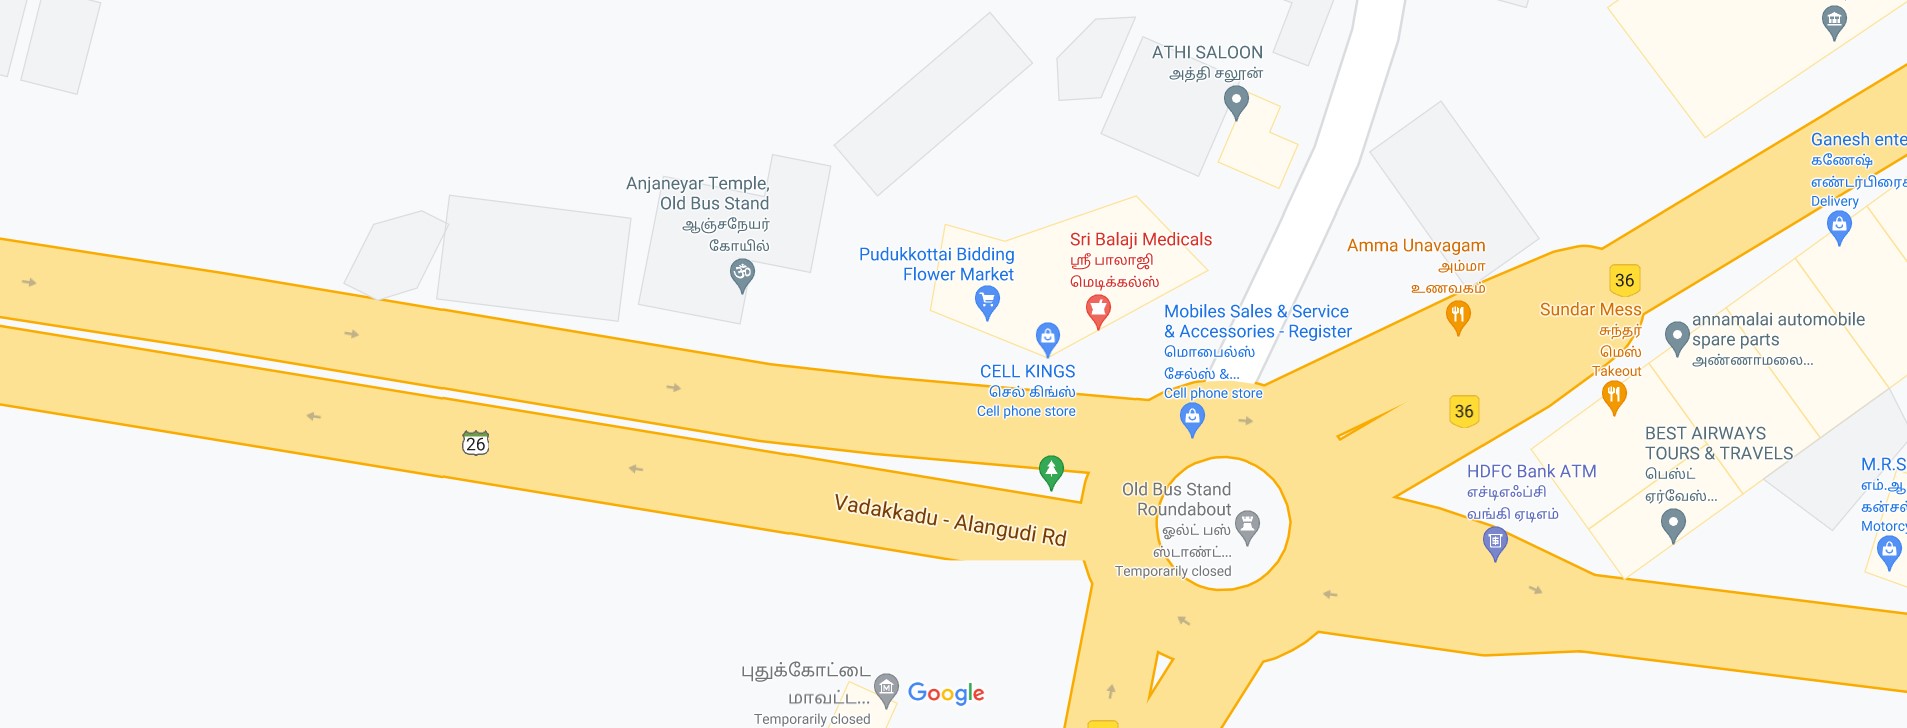 ATHI SALOON
அத்தி சலூன்
Ganesh ente
கணேஷ்
எண்டர்பிரைச
Delivery
Anjaneyar Temple,
Old Bus Stand
ஆஞ்சநேயர்
கோயில்
Pudukkottai Bidding
Flower Market
Sri Balaji Medicals
ஸ்ரீ பாலாஜி
மெடிக்கல்ஸ்
Amma Unavagam
அம்மா
உணவகம்
36
Mobiles Sales & Service
& Accessories - Register
மொபைல்ஸ்
சேல்ஸ் &...
Cell phone store
Sundar Mess
சுந்தர்
மெஸ்
Takeout
annamalai automobile
spare parts
அண்ணாமலை...
CELL KINGS
செல் கிங்ஸ்
Cell phone store
36
26
BEST AIRWAYS
TOURS & TRAVELS
பெஸ்ட்
ஏர்வேஸ்...
HDFC Bank ATM
எச்டிஎஃப்சி
வங்கி ஏடிஎம்
M.R.S
எம்.ஆ
கன்சல்
Motorcy
Vadakkadu - Alangudi Rd
Old Bus Stand
Roundabout
ஓல்ட் பஸ்
ஸ்டாண்ட்...
Temporarily closed
புதுக்கோட்டை
மாவட்ட...
Temporarily closed
Google